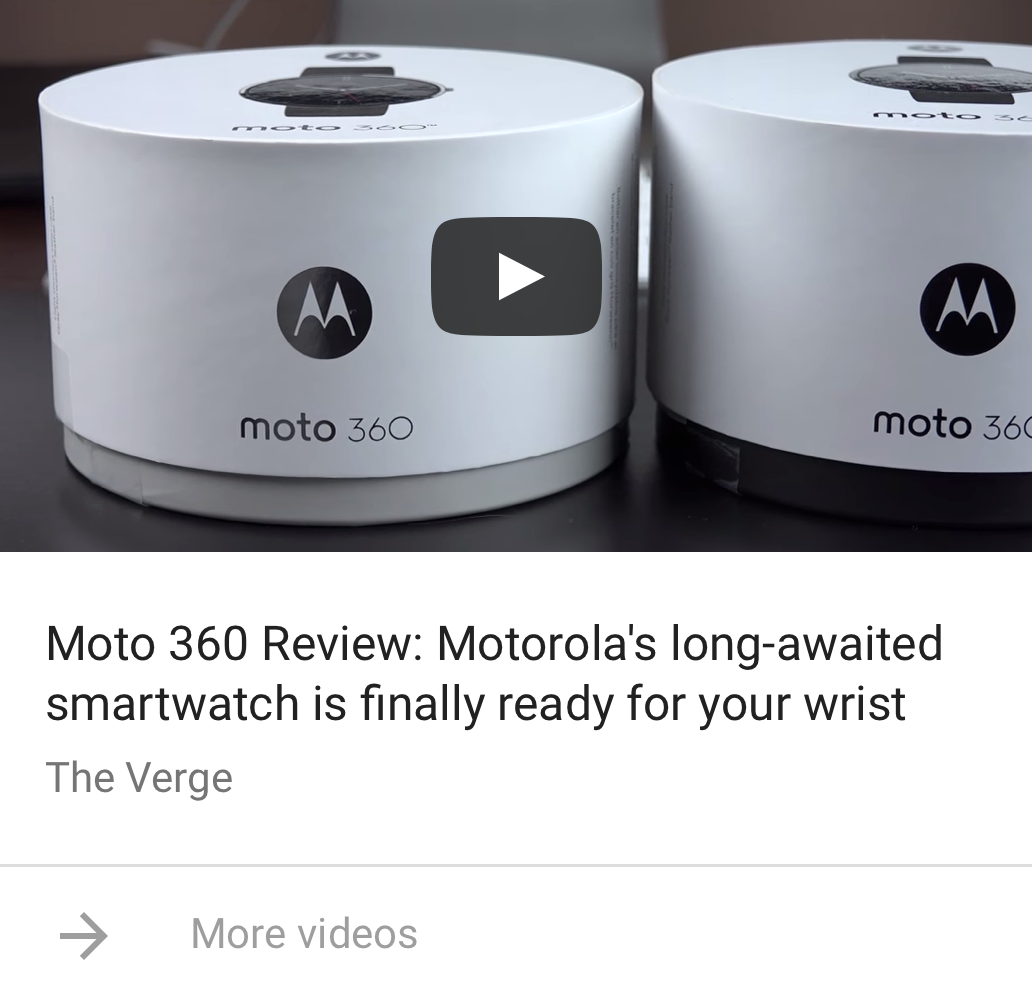 moto 360™
moto 36
moto 360
moto 360
Moto 360 Review: Motorola's long-awaited
smartwatch is finally ready for your wrist
The Verge
More videos